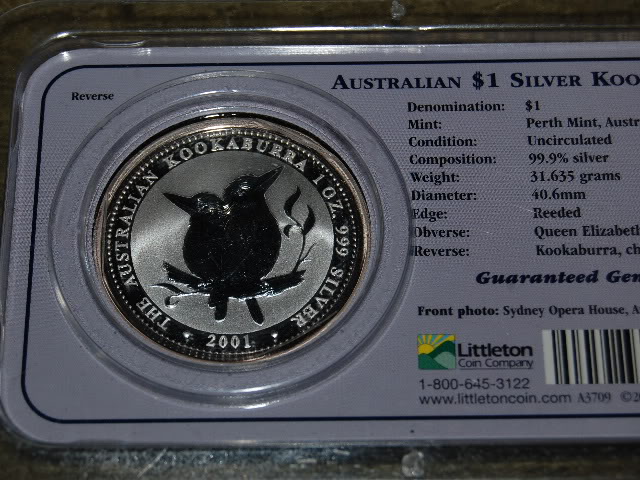 Reverse
THE AUSTRALIAN KOOKABURRA 1 OZ. 999 SILVER
2001
AUSTRALIAN $1 SILVER KOO
Denomination: $1
Mint: Perth Mint, Austr
Condition: Uncirculated
Composition: 99.9% silver
Weight: 31.635 grams
Diameter: 40.6mm
Edge: Reeded
Obverse: Queen Elizabeth
Reverse: Kookaburra, ch
Guaranteed Gen
Front photo: Sydney Opera House, A
Littleton
Coin Company
1-800-645-3122
www.littletoncoin.com A3709 ©20